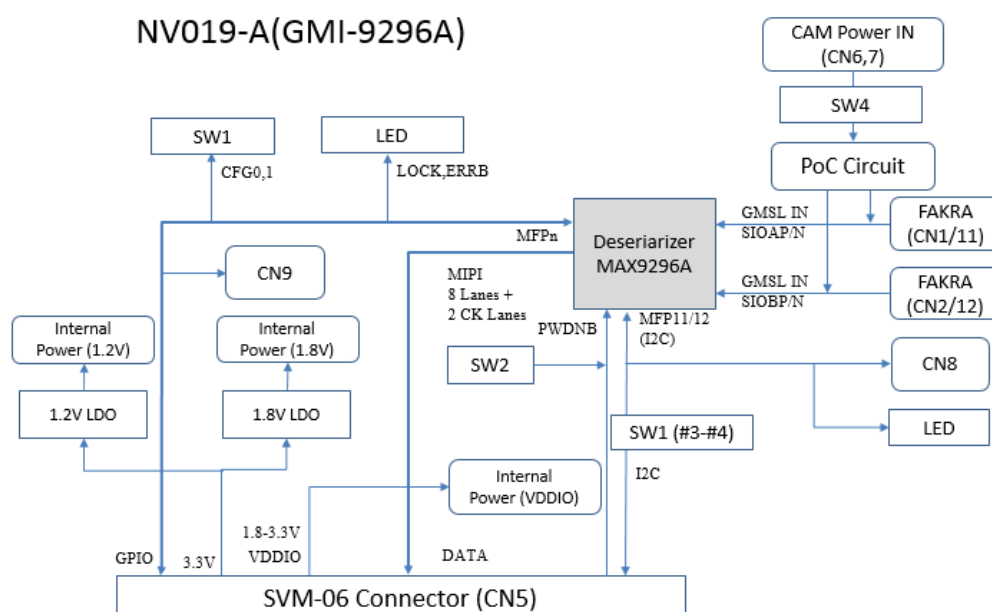 NV019-A(GMI-9296A)
CAM Power IN
(CN6,7)
SW4
SW1
LED
CFG0,1
LOCK,ERRB
PoC Circuit
GMSL IN
SIOAP/N
FAKRA
(CN1/11)
MFPn
Deseriarizer
MAX9296A
CN9
MIPI
8 Lanes +
2 CK Lanes
GMSL IN
SIOBP/N
FAKRA
(CN2/12)
Internal
Power (1.2V)
Internal
Power (1.8V)
PWDNB
MFP11/12
(I2C)
SW2
CN8
1.2V LDO
1.8V LDO
SW1 (#3-#4)
LED
I2C
Internal
Power (VDDIO)
1.8-3.3V
VDDIO
GPIO
3.3V
DATA
SVM-06 Connector (CN5)